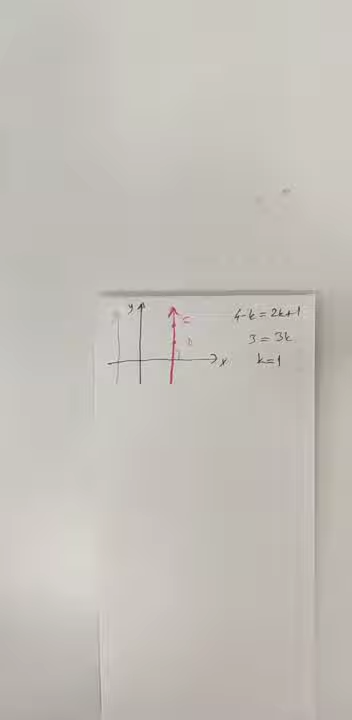 y
x
4-k = 2k+1
3 = 3k
k = 1